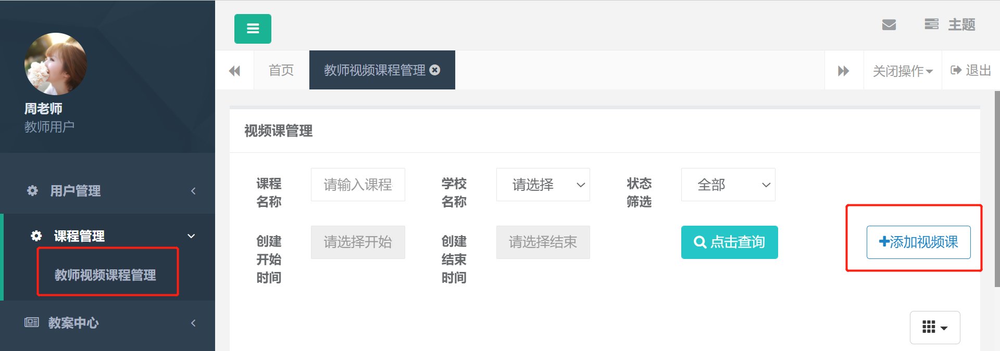 主题
首页
教师视频课程管理
关闭操作
退出
周老师
教师用户
用户管理
课程管理
教师视频课程管理
教案中心
视频课管理
课程
名称
请输入课程
学校
名称
请选择
状态
筛选
全部
创建
开始
时间
请选择开始
创建
结束
时间
请选择结束
点击查询
添加视频课